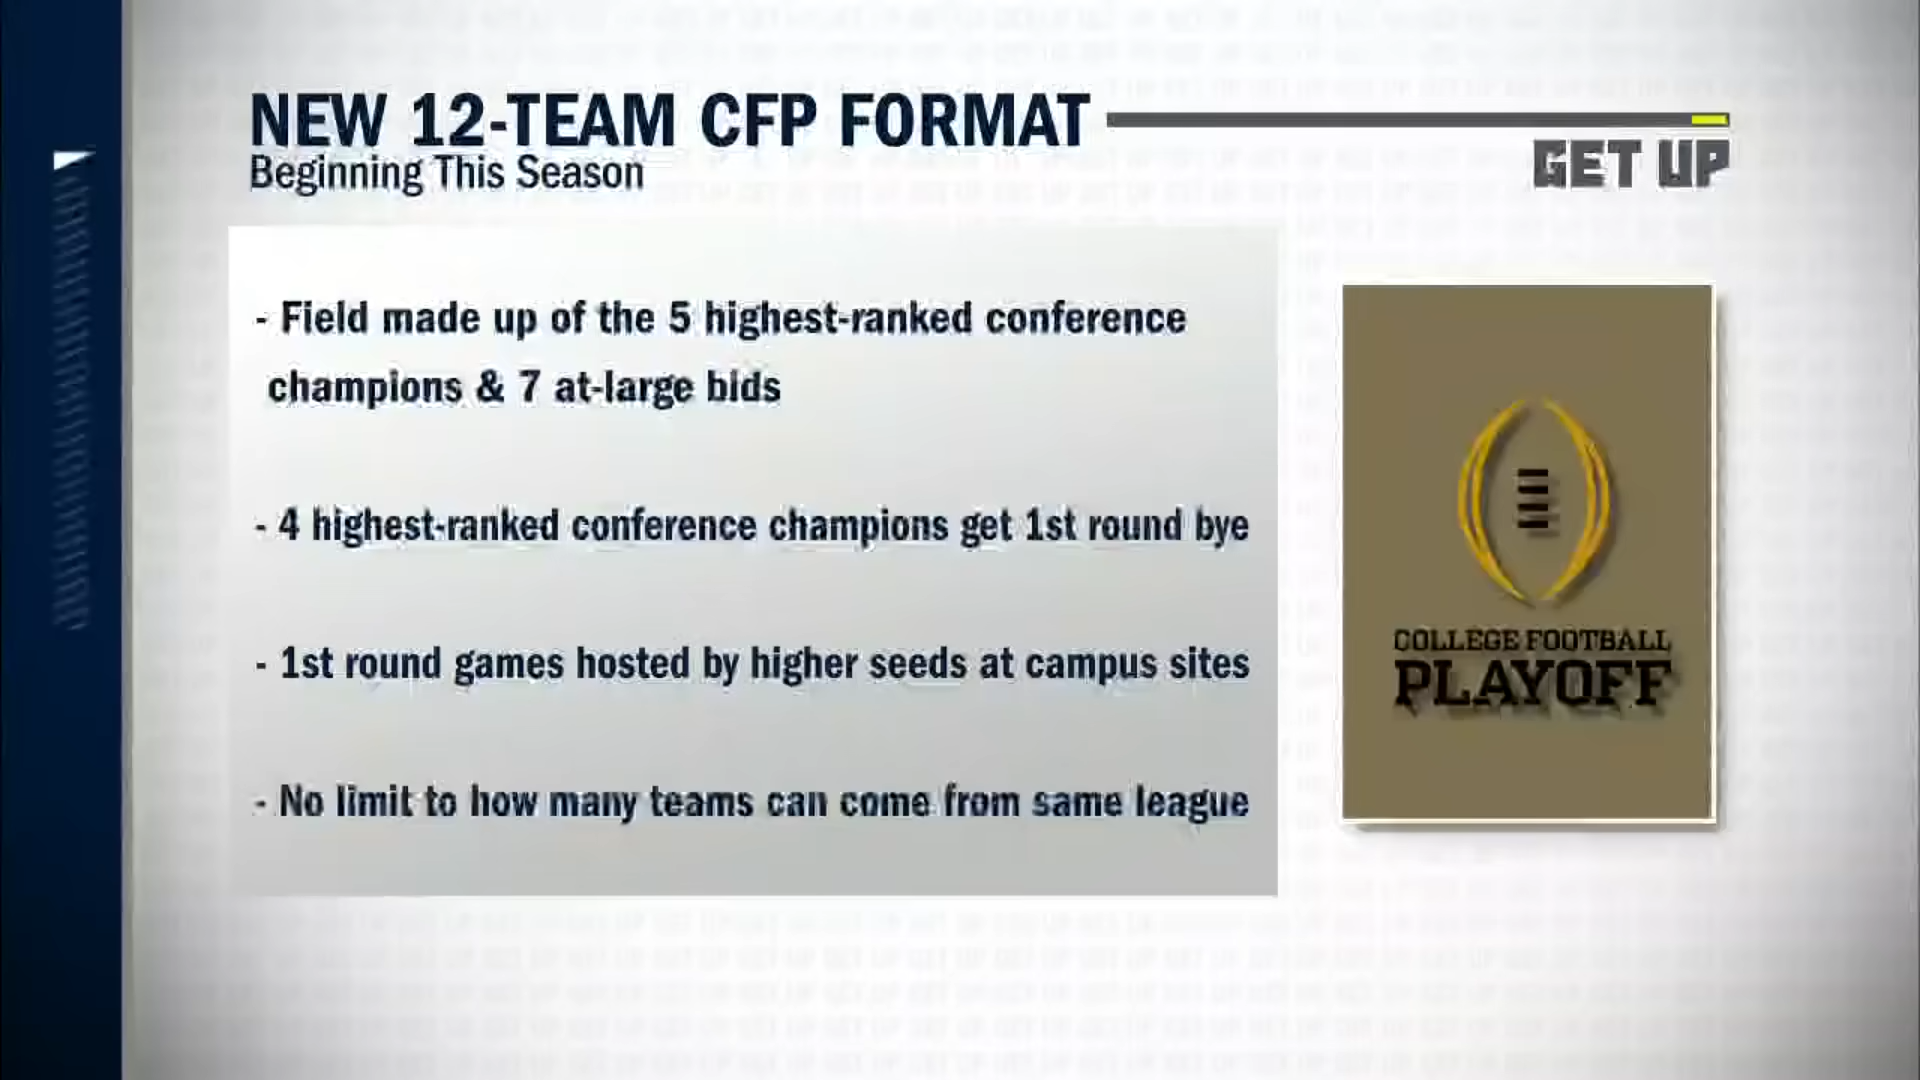 NEW 12-TEAM CFP FORMAT
Beginning This Season
GET UP
- Field made up of the 5 highest-ranked conference
champions & 7 at-large bids
- 4 highest-ranked conference champions get 1st round bye
- 1st round games hosted by higher seeds at campus sites
- No limit to how many teams can come from same league
COLLEGE FOOTBALL
PLAYOFF